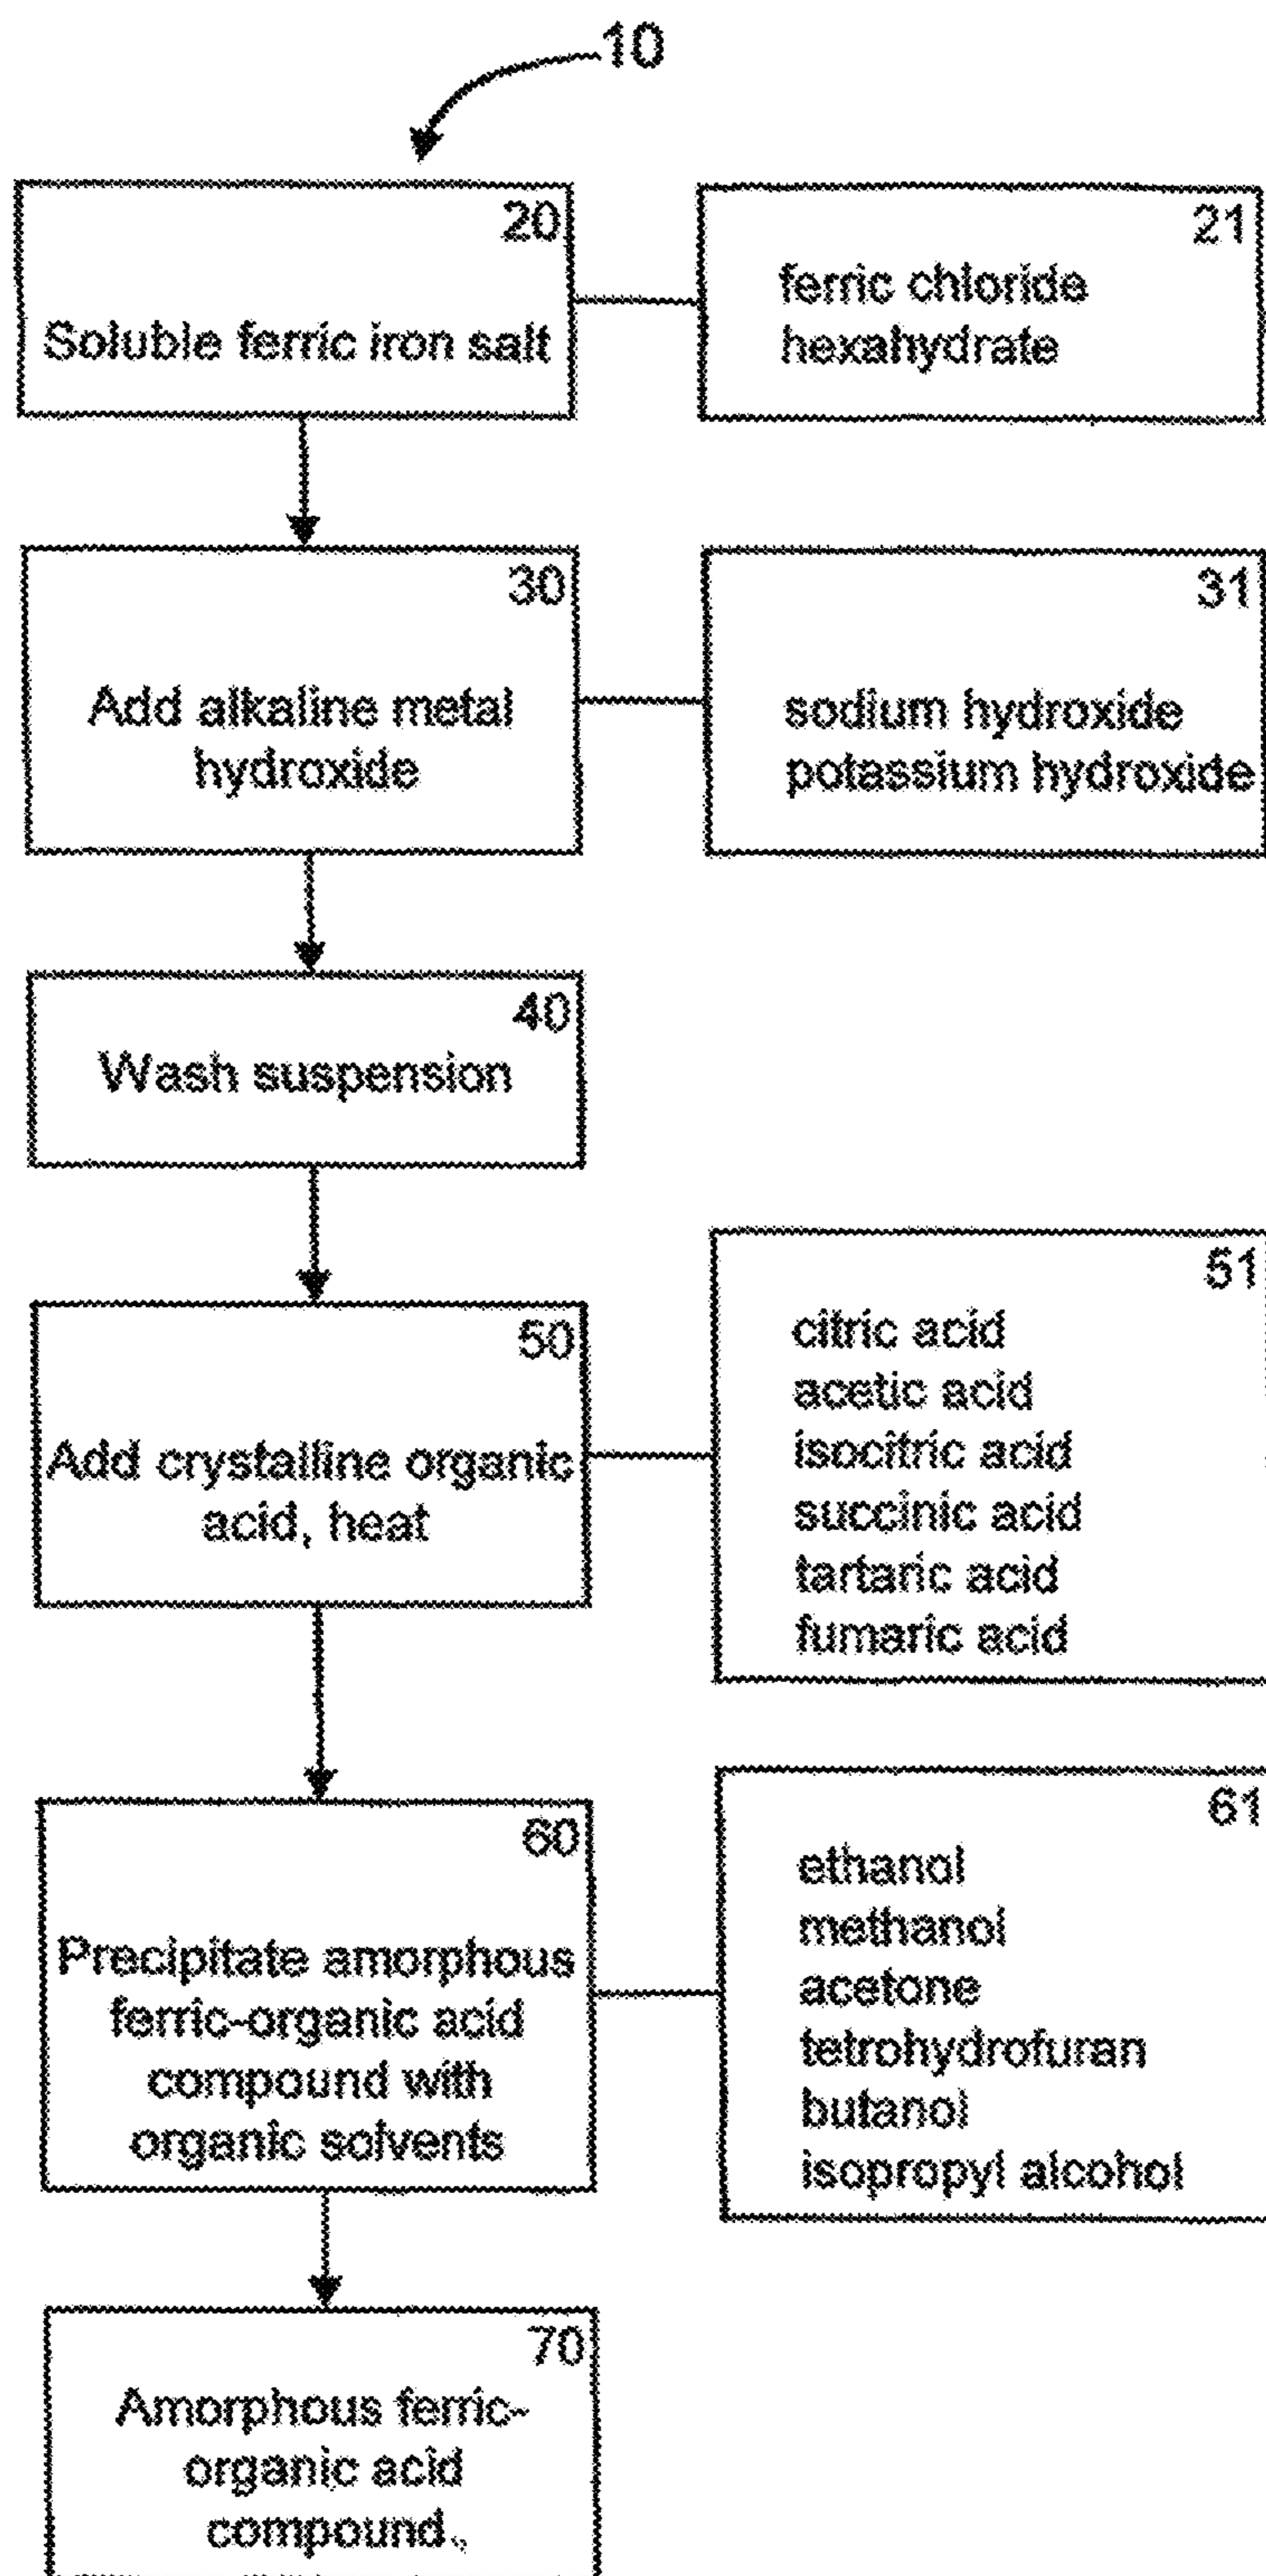 10
20
Soluble ferric iron salt
21
ferric chloride
hexahydrate
30
Add alkaline metal
hydroxide
31
sodium hydroxide
potassium hydroxide
40
Wash suspension
50
Add crystalline organic
acid, heat
51
citric acid
acetic acid
isocitric acid
succinic acid
tartaric acid
fumaric acid
60
Precipitate amorphous
ferric-organic acid
compound with
organic solvents
61
ethanol
methanol
acetone
tetrohydrofuran
butanol
isopropyl alcohol
70
Amorphous ferric-
organic acid
compound.